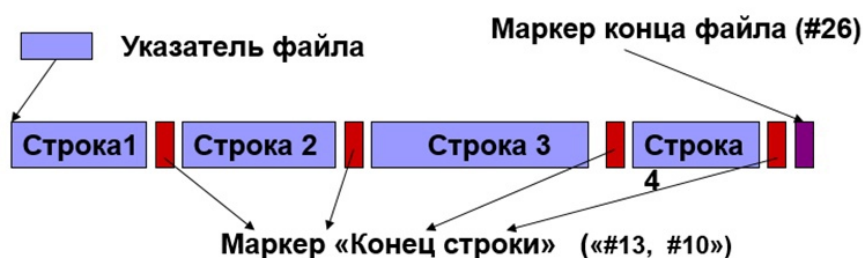 Маркер конца файла (#26)
Указатель файла
Строка1 Строка 2 Строка 3 Строка
4
Маркер «Конец строки» («#13, #10»)